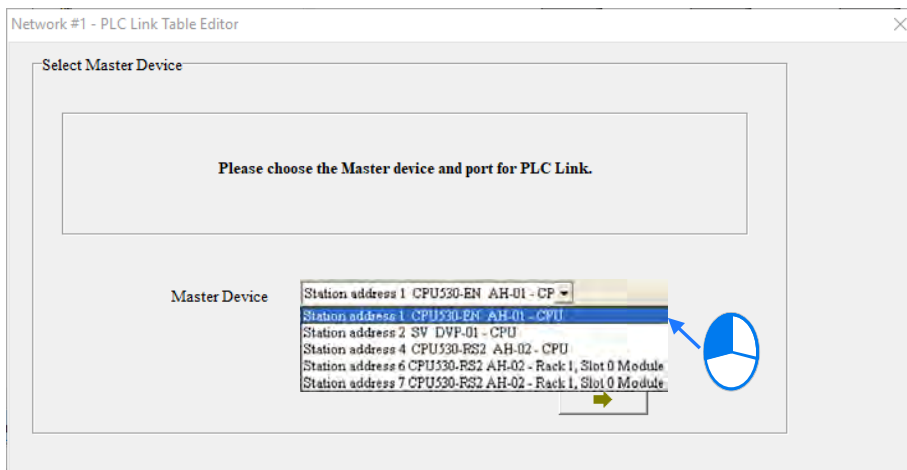 Network #1 - PLC Link Table Editor
Select Master Device
Please choose the Master device and port for PLC Link.
Master Device
Station address 1 CPU530-EN AH-01 - CP
Station address 1 CPU530-EN AH-01 - CPU
Station address 2 SV DVP-01 - CPU
Station address 4 CPU530-RS2 AH-02 - CPU
Station address 6 CPU530-RS2 AH-02 - Rack 1, Slot 0 Module
Station address 7 CPU530-RS2 AH-02 - Rack 1, Slot 0 Module